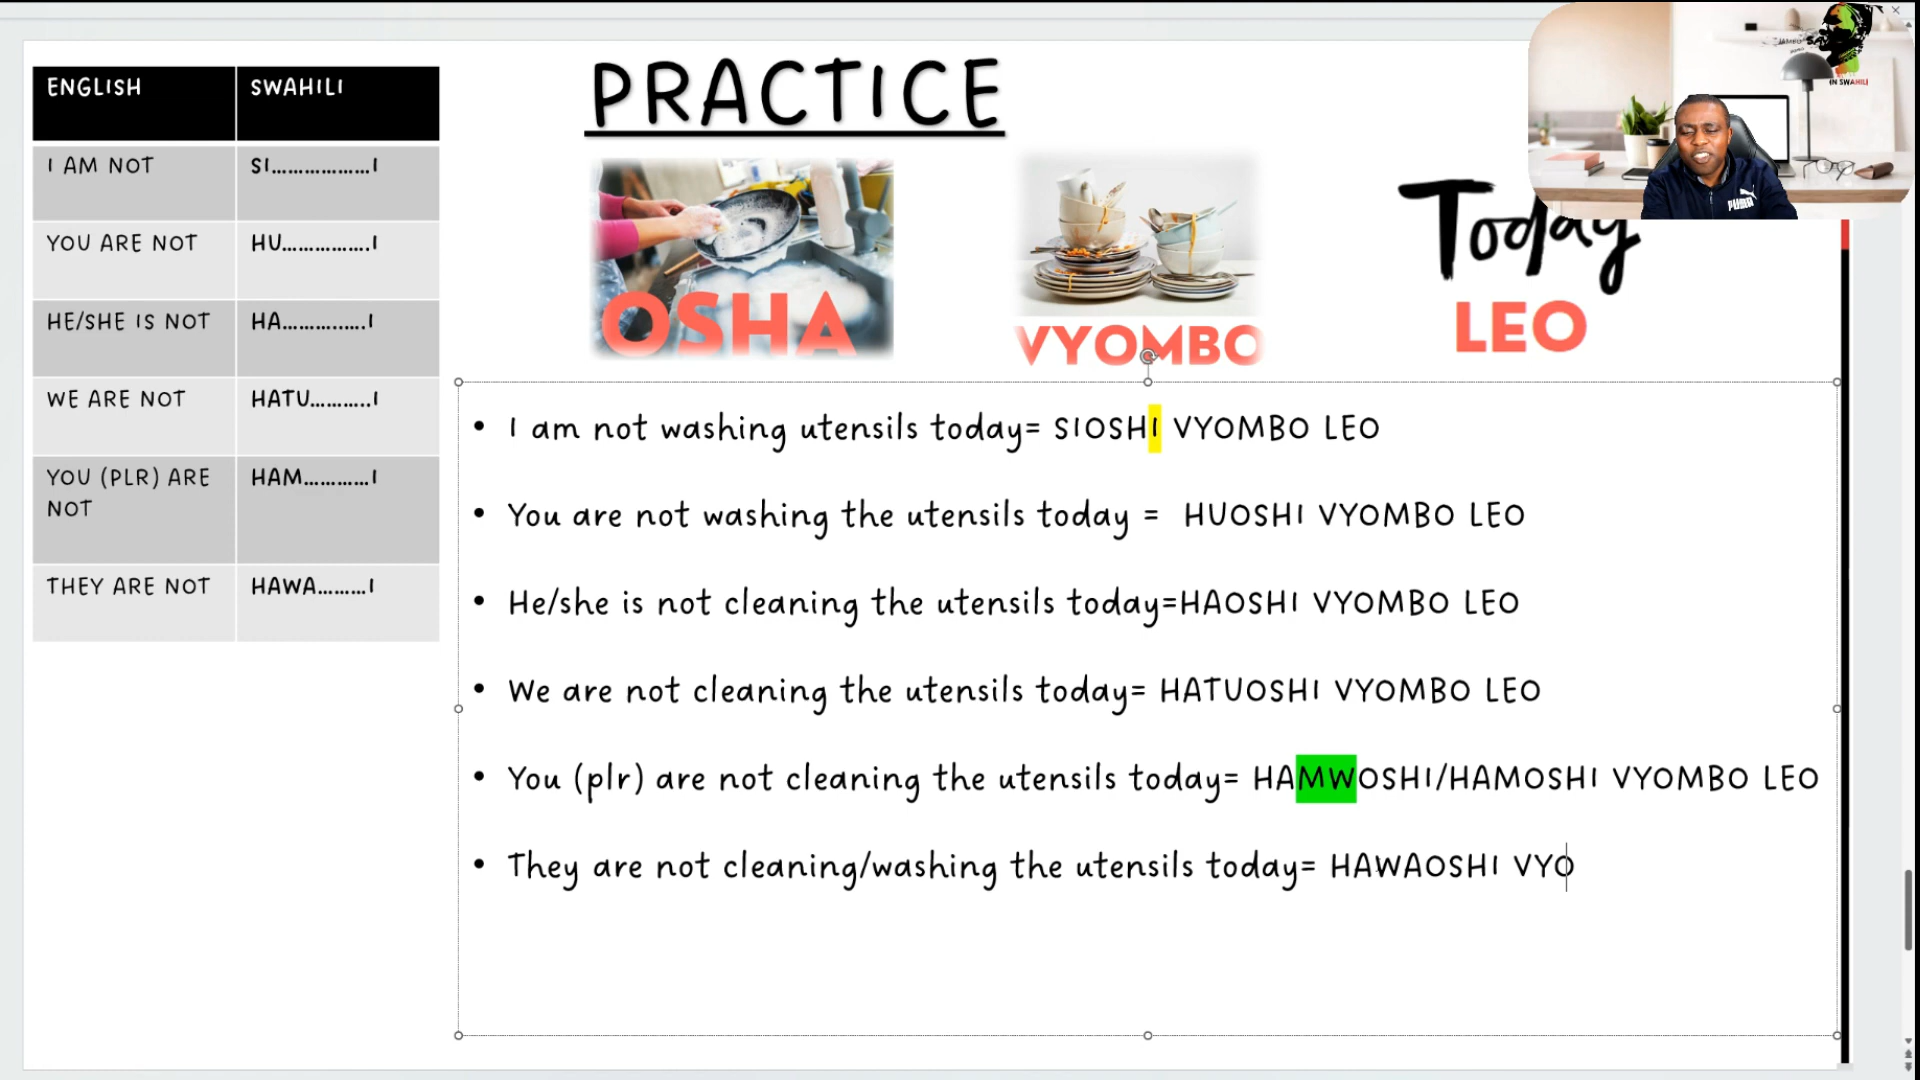 PRACTICE
ENGLISH SWAHILI
I AM NOT SI..................I
YOU ARE NOT HU................I
HE/SHE IS NOT HA...............I
WE ARE NOT HATU...........I
YOU (PLR) ARE NOT HAM............I
THEY ARE NOT HAWA.........I
OSHA
VYOMBO
Today
LEO
IN SWAHILI
PUMA
• I am not washing utensils today= SIOSHI VYOMBO LEO
• You are not washing the utensils today = HUOSHI VYOMBO LEO
• He/she is not cleaning the utensils today=HAOSHI VYOMBO LEO
• We are not cleaning the utensils today= HATUOSHI VYOMBO LEO
• You (plr) are not cleaning the utensils today= HAMWOSHI/HAMOSHI VYOMBO LEO
• They are not cleaning/washing the utensils today= HAWAOSHI VYO